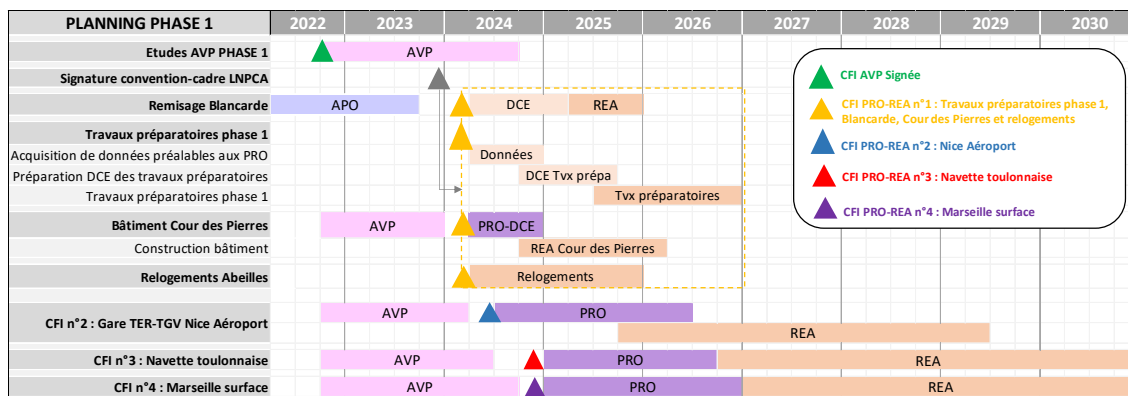 PLANNING PHASE 1 2022 2023 2024 2025 2026 2027 2028 2029 2030
Etudes AVP PHASE 1 AVP
Signature convention-cadre LNPCA
Remisage Blancarde APO DCE REA
Travaux préparatoires phase 1
Acquisition de données préalables aux PRO Données
Préparation DCE des travaux préparatoires DCE Tvx prépa
Travaux préparatoires phase 1 Tvx préparatoires
Bâtiment Cour des Pierres AVP PRO-DCE
Construction bâtiment REA Cour des Pierres
Relogements Abeilles Relogements
CFI n°2 : Gare TER-TGV Nice Aéroport AVP PRO
REA
CFI n°3 : Navette toulonnaise AVP PRO REA
CFI n°4 : Marseille surface AVP PRO REA
CFI AVP Signée
CFI PRO-REA n°1 : Travaux préparatoires phase 1,
Blancarde, Cour des Pierres et relogements
CFI PRO-REA n°2 : Nice Aéroport
CFI PRO-REA n°3 : Navette toulonnaise
CFI PRO-REA n°4 : Marseille surface